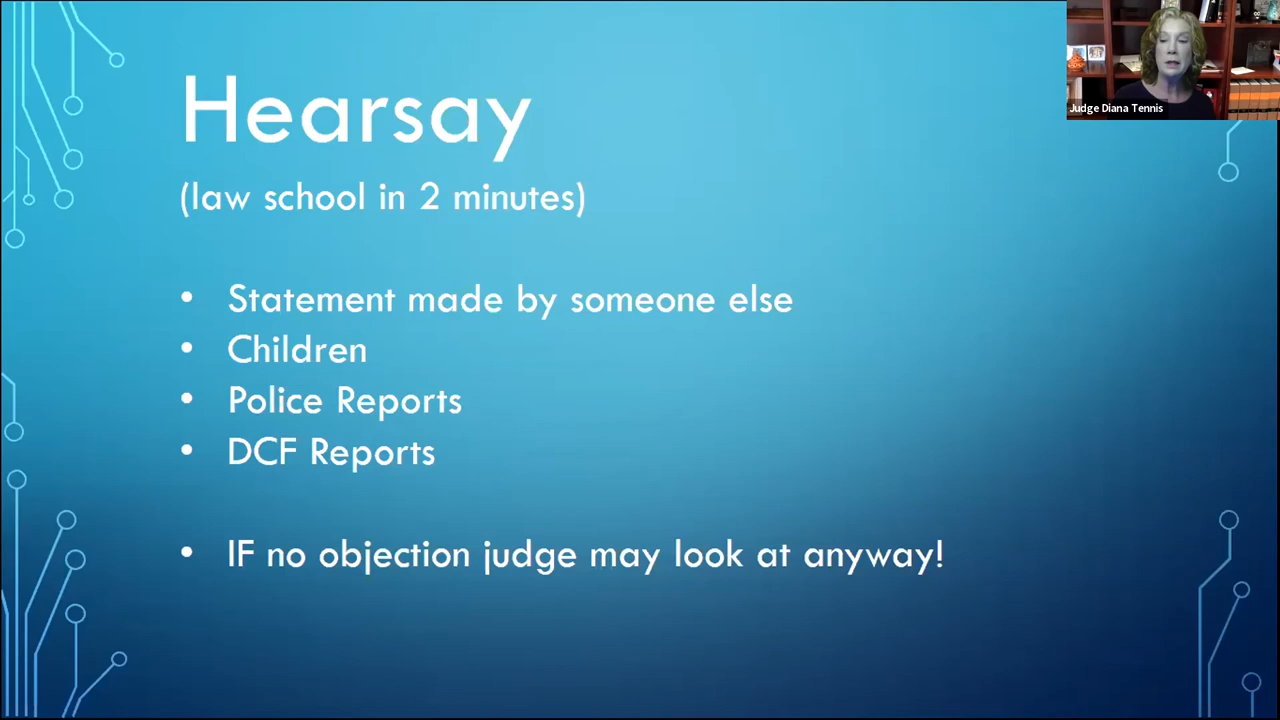 Hearsay
(law school in 2 minutes)
• Statement made by someone else
• Children
• Police Reports
• DCF Reports
• IF no objection judge may look at anyway!
Judge Diana Tennis